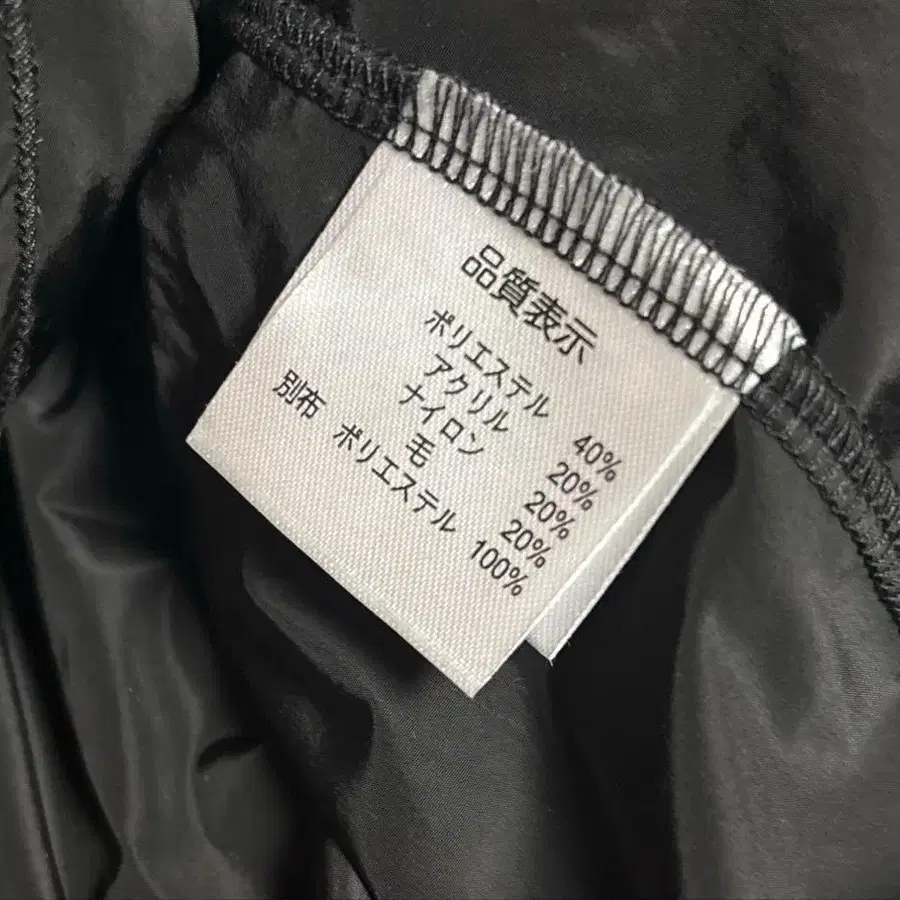 品質表示
ポリエステル 40%
アクリル 20%
ナイロン 20%
毛 20%
別布 ポリエステル 100%